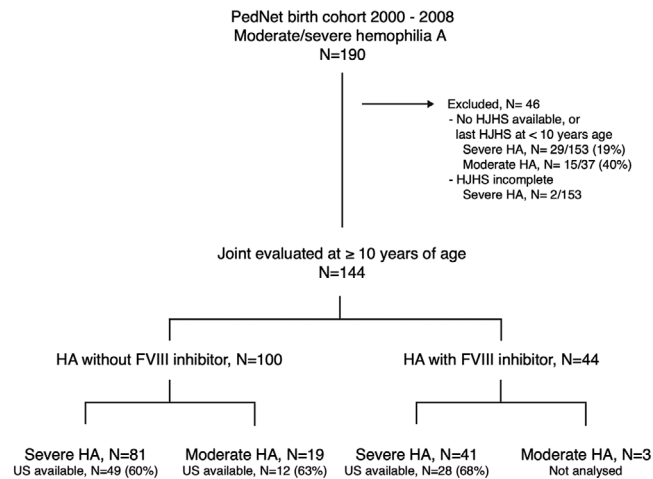 PedNet birth cohort 2000 - 2008
Moderate/severe hemophilia A
N=190
Excluded, N= 46
- No HJHS available, or
last HJHS at < 10 years age
Severe HA, N= 29/153 (19%)
Moderate HA, N= 15/37 (40%)
- HJHS incomplete
Severe HA, N= 2/153
Joint evaluated at ≥ 10 years of age
N=144
HA without FVIII inhibitor, N=100
HA with FVIII inhibitor, N=44
Severe HA, N=81
US available, N=49 (60%)
Moderate HA, N=19
US available, N=12 (63%)
Severe HA, N=41
US available, N=28 (68%)
Moderate HA, N=3
Not analysed